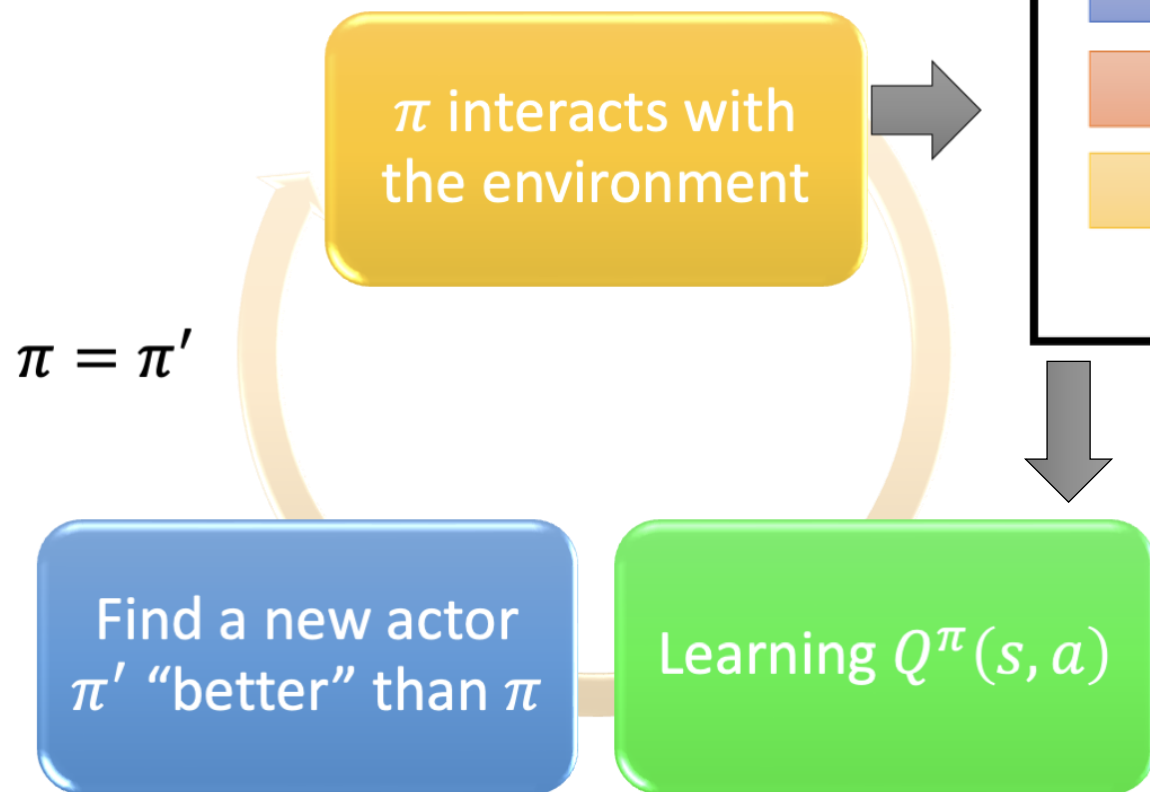 π interacts with
the environment
π = π′
Find a new actor
π′ “better” than π
Learning Q^π(s, a)